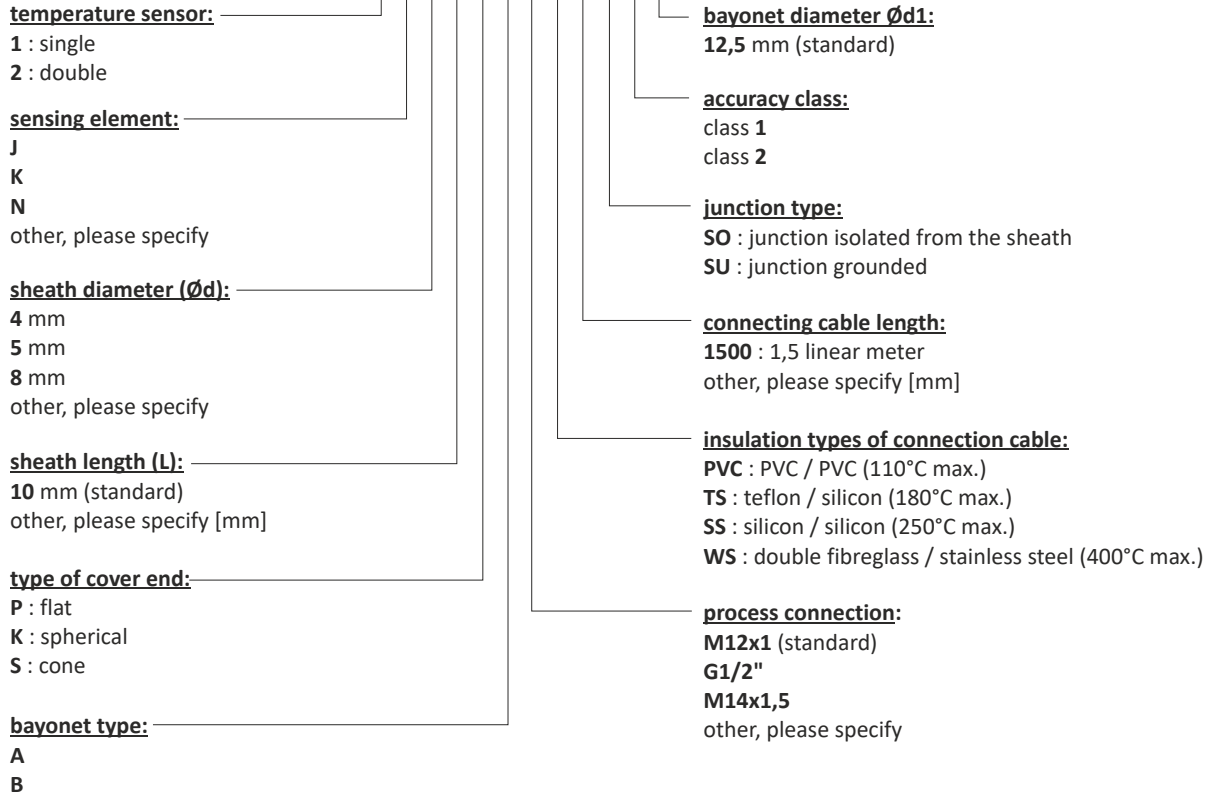 temperature sensor:
1 : single
2 : double
sensing element:
J
K
N
other, please specify
sheath diameter (Ød):
4 mm
5 mm
8 mm
other, please specify
sheath length (L):
10 mm (standard)
other, please specify [mm]
type of cover end:
P : flat
K : spherical
S : cone
bayonet type:
A
B
bayonet diameter Ød1:
12,5 mm (standard)
accuracy class:
class 1
class 2
junction type:
SO : junction isolated from the sheath
SU : junction grounded
connecting cable length:
1500 : 1,5 linear meter
other, please specify [mm]
insulation types of connection cable:
PVC : PVC / PVC (110°C max.)
TS : teflon / silicon (180°C max.)
SS : silicon / silicon (250°C max.)
WS : double fibreglass / stainless steel (400°C max.)
process connection:
M12x1 (standard)
G1/2"
M14x1,5
other, please specify